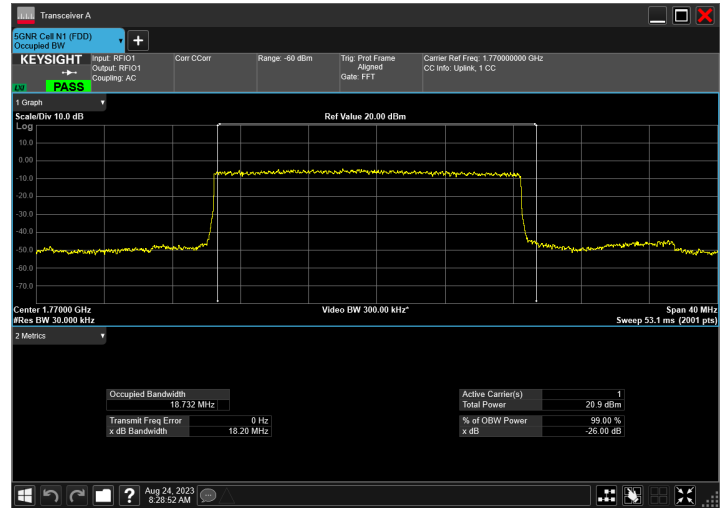 Transceiver A
5GNR Cell N1 (FDD)
Occupied BW
KEYSIGHT
LXI
PASS
Input: RFIO1
Output: RFIO1
Coupling: AC
Corr CCorr
Range: -60 dBm
Trig: Prot Frame
Aligned
Gate: FFT
Carrier Ref Freq: 1.770000000 GHz
CC Info: Uplink, 1 CC
1 Graph
Scale/Div 10.0 dB
Ref Value 20.00 dBm
Log
10.0
0.00
-10.0
-20.0
-30.0
-40.0
-50.0
-60.0
-70.0
Center 1.77000 GHz
Video BW 300.00 kHz*
Span 40 MHz
#Res BW 30.000 kHz
Sweep 53.1 ms (2001 pts)
2 Metrics
Occupied Bandwidth
18.732 MHz
Transmit Freq Error 0 Hz
x dB Bandwidth 18.20 MHz
Active Carrier(s) 1
Total Power 20.9 dBm
% of OBW Power 99.00 %
x dB -26.00 dB
Aug 24, 2023
8:28:52 AM